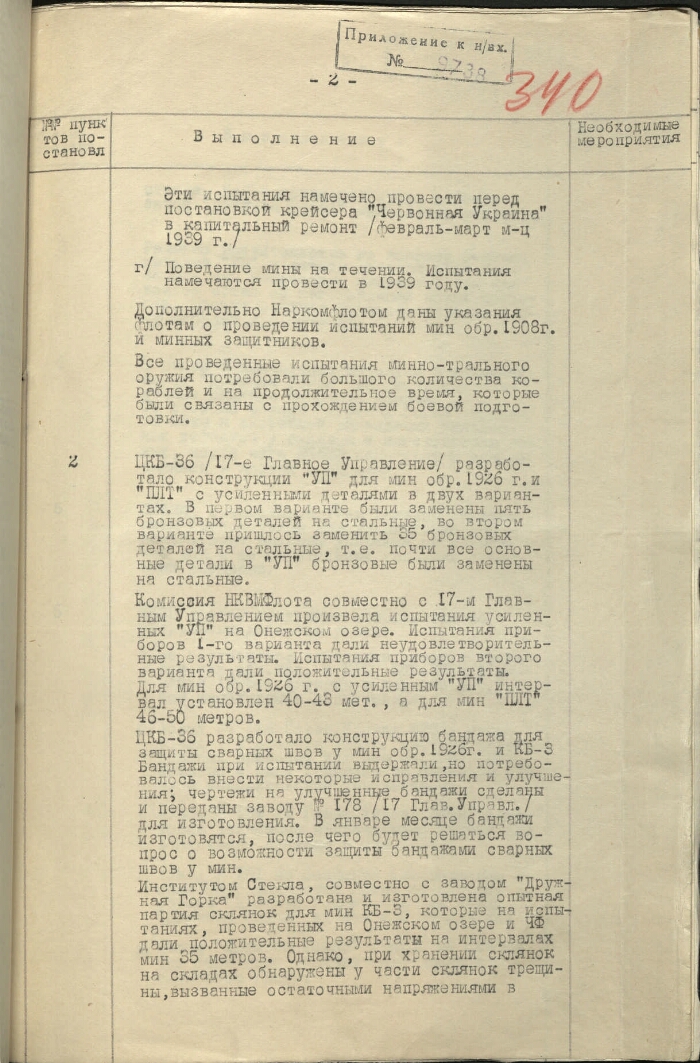 Приложение к н/вх.
№ 9738
- 2 -
340
№№ пунк
тов по-
становл
Выполнение
Необходимые
мероприятия
Эти испытания намечено провести перед
постановкой крейсера "Червонная Украина"
в капитальный ремонт /февраль-март м-ц
1939 г./
г/ Поведение мины на течении. Испытания
намечаются провести в 1939 году.
Дополнительно Наркомфлотом даны указания
флотам о проведении испытаний мин обр.1908г.
и минных защитников.
Все проведенные испытания минно-трального
оружия потребовали большого количества ко-
раблей и на продолжительное время, которые
были связаны с прохождением боевой подго-
товки.
2
ЦКБ-36 /17-е Главное Управление/ разрабо-
тало конструкции "УП" для мин обр.1926 г.и
"ПЛТ" с усиленными деталями в двух вариан-
тах. В первом варианте были заменены пять
бронзовых деталей на стальные, во втором
варианте пришлось заменить 35 бронзовых
деталей на стальные, т.е. почти все основ-
ные детали в "УП" бронзовые были заменены
на стальные.
Комиссия НКВМФлота совместно с 17-м Глав-
ным Управлением произвела испытания усилен-
ных "УП" на Онежском озере. Испытания при-
боров 1-го варианта дали неудовлетворитель-
ные результаты. Испытания приборов второго
варианта дали положительные результаты.
Для мин обр.1926 г. с усиленным "УП" интер-
вал установлен 40-43 мет., а для мин "ПЛТ"
46-50 метров.
ЦКБ-36 разработало конструкцию бандажа для
защиты сварных швов у мин обр.1926г. и КБ-3
Бандажи при испытании выдержали,но потребо-
валось внести некоторые исправления и улучше-
ния; чертежи на улучшенные бандажи сделаны
и переданы заводу № 178 /17 Глав.Управл./
для изготовления. В январе месяце бандажи
изготовятся, после чего будет решаться во-
прос о возможности защиты бандажами сварных
швов у мин.
Институтом Стекла, совместно с заводом "Друж-
ная Горка" разработана и изготовлена опытная
партия склянок для мин КБ-3, которые на испы-
таниях, проведенных на Онежском озере и ЧФ
дали положительные результаты на интервалах
мин 35 метров. Однако, при хранении склянок
на складах обнаружены у части склянок трещи-
ны,вызванные остаточными напряжениями в